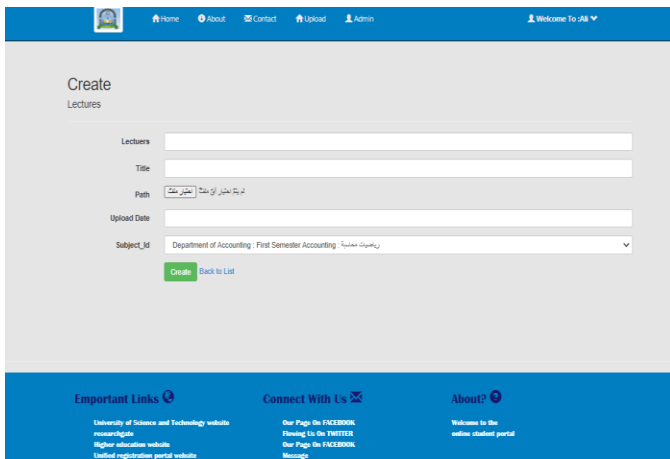 Home About Contact Upload Admin Welcome To :Ali
Create
Lectures
Lectuers
Title
Path اختيار ملف لم يتم اختيار أي ملف
Upload Date
Subject_Id Department of Accounting : First Semester Accounting : رياضيات محاسبة
Create Back to List
Emportant Links
University of Science and Technology website
researchgate
Higher education website
Unified registration portal website
Connect With Us
Our Page On FACEBOOK
Flowing Us On TWITTER
Our Page On FACEBOOK
Message
About?
Welcome to the
online student portal